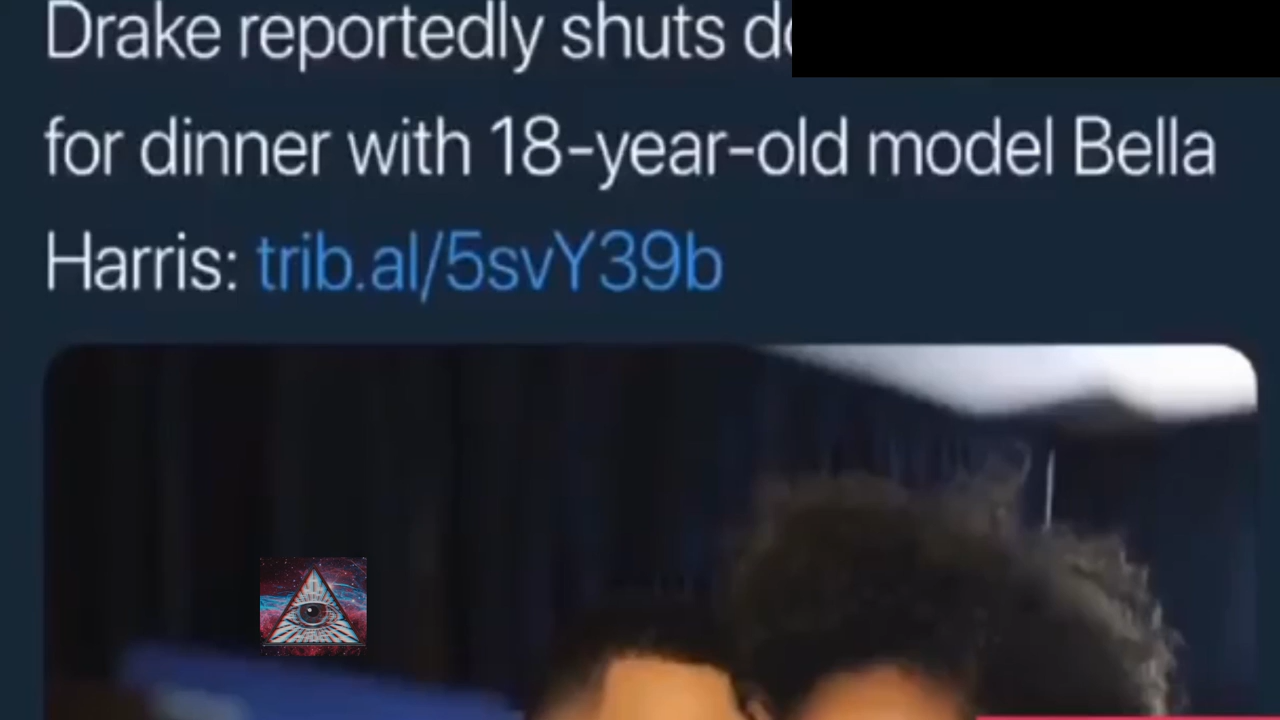 Drake reportedly shuts
for dinner with 18-year-old model Bella
Harris: trib.al/5svY39b